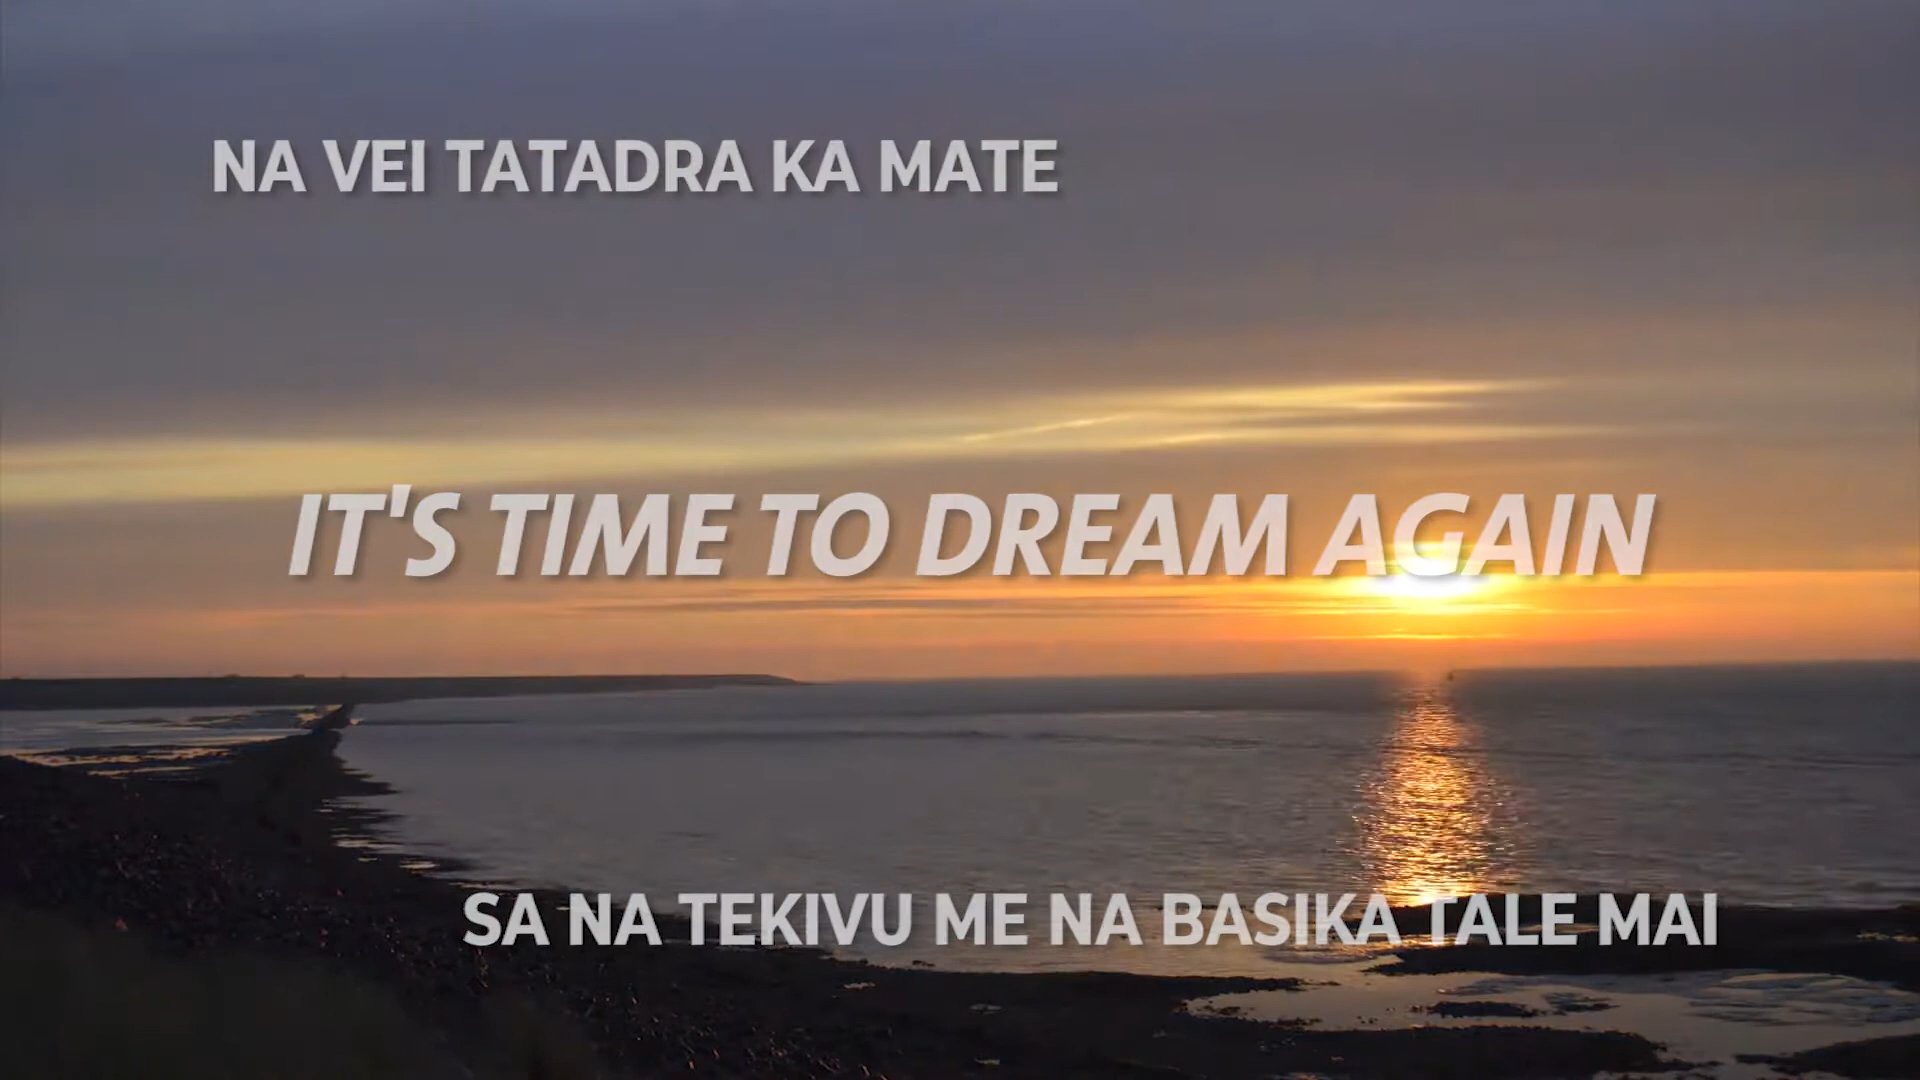 NA VEI TATADRA KA MATE
IT'S TIME TO DREAM AGAIN
SA NA TEKIVU ME NA BASIKA TALE MAI